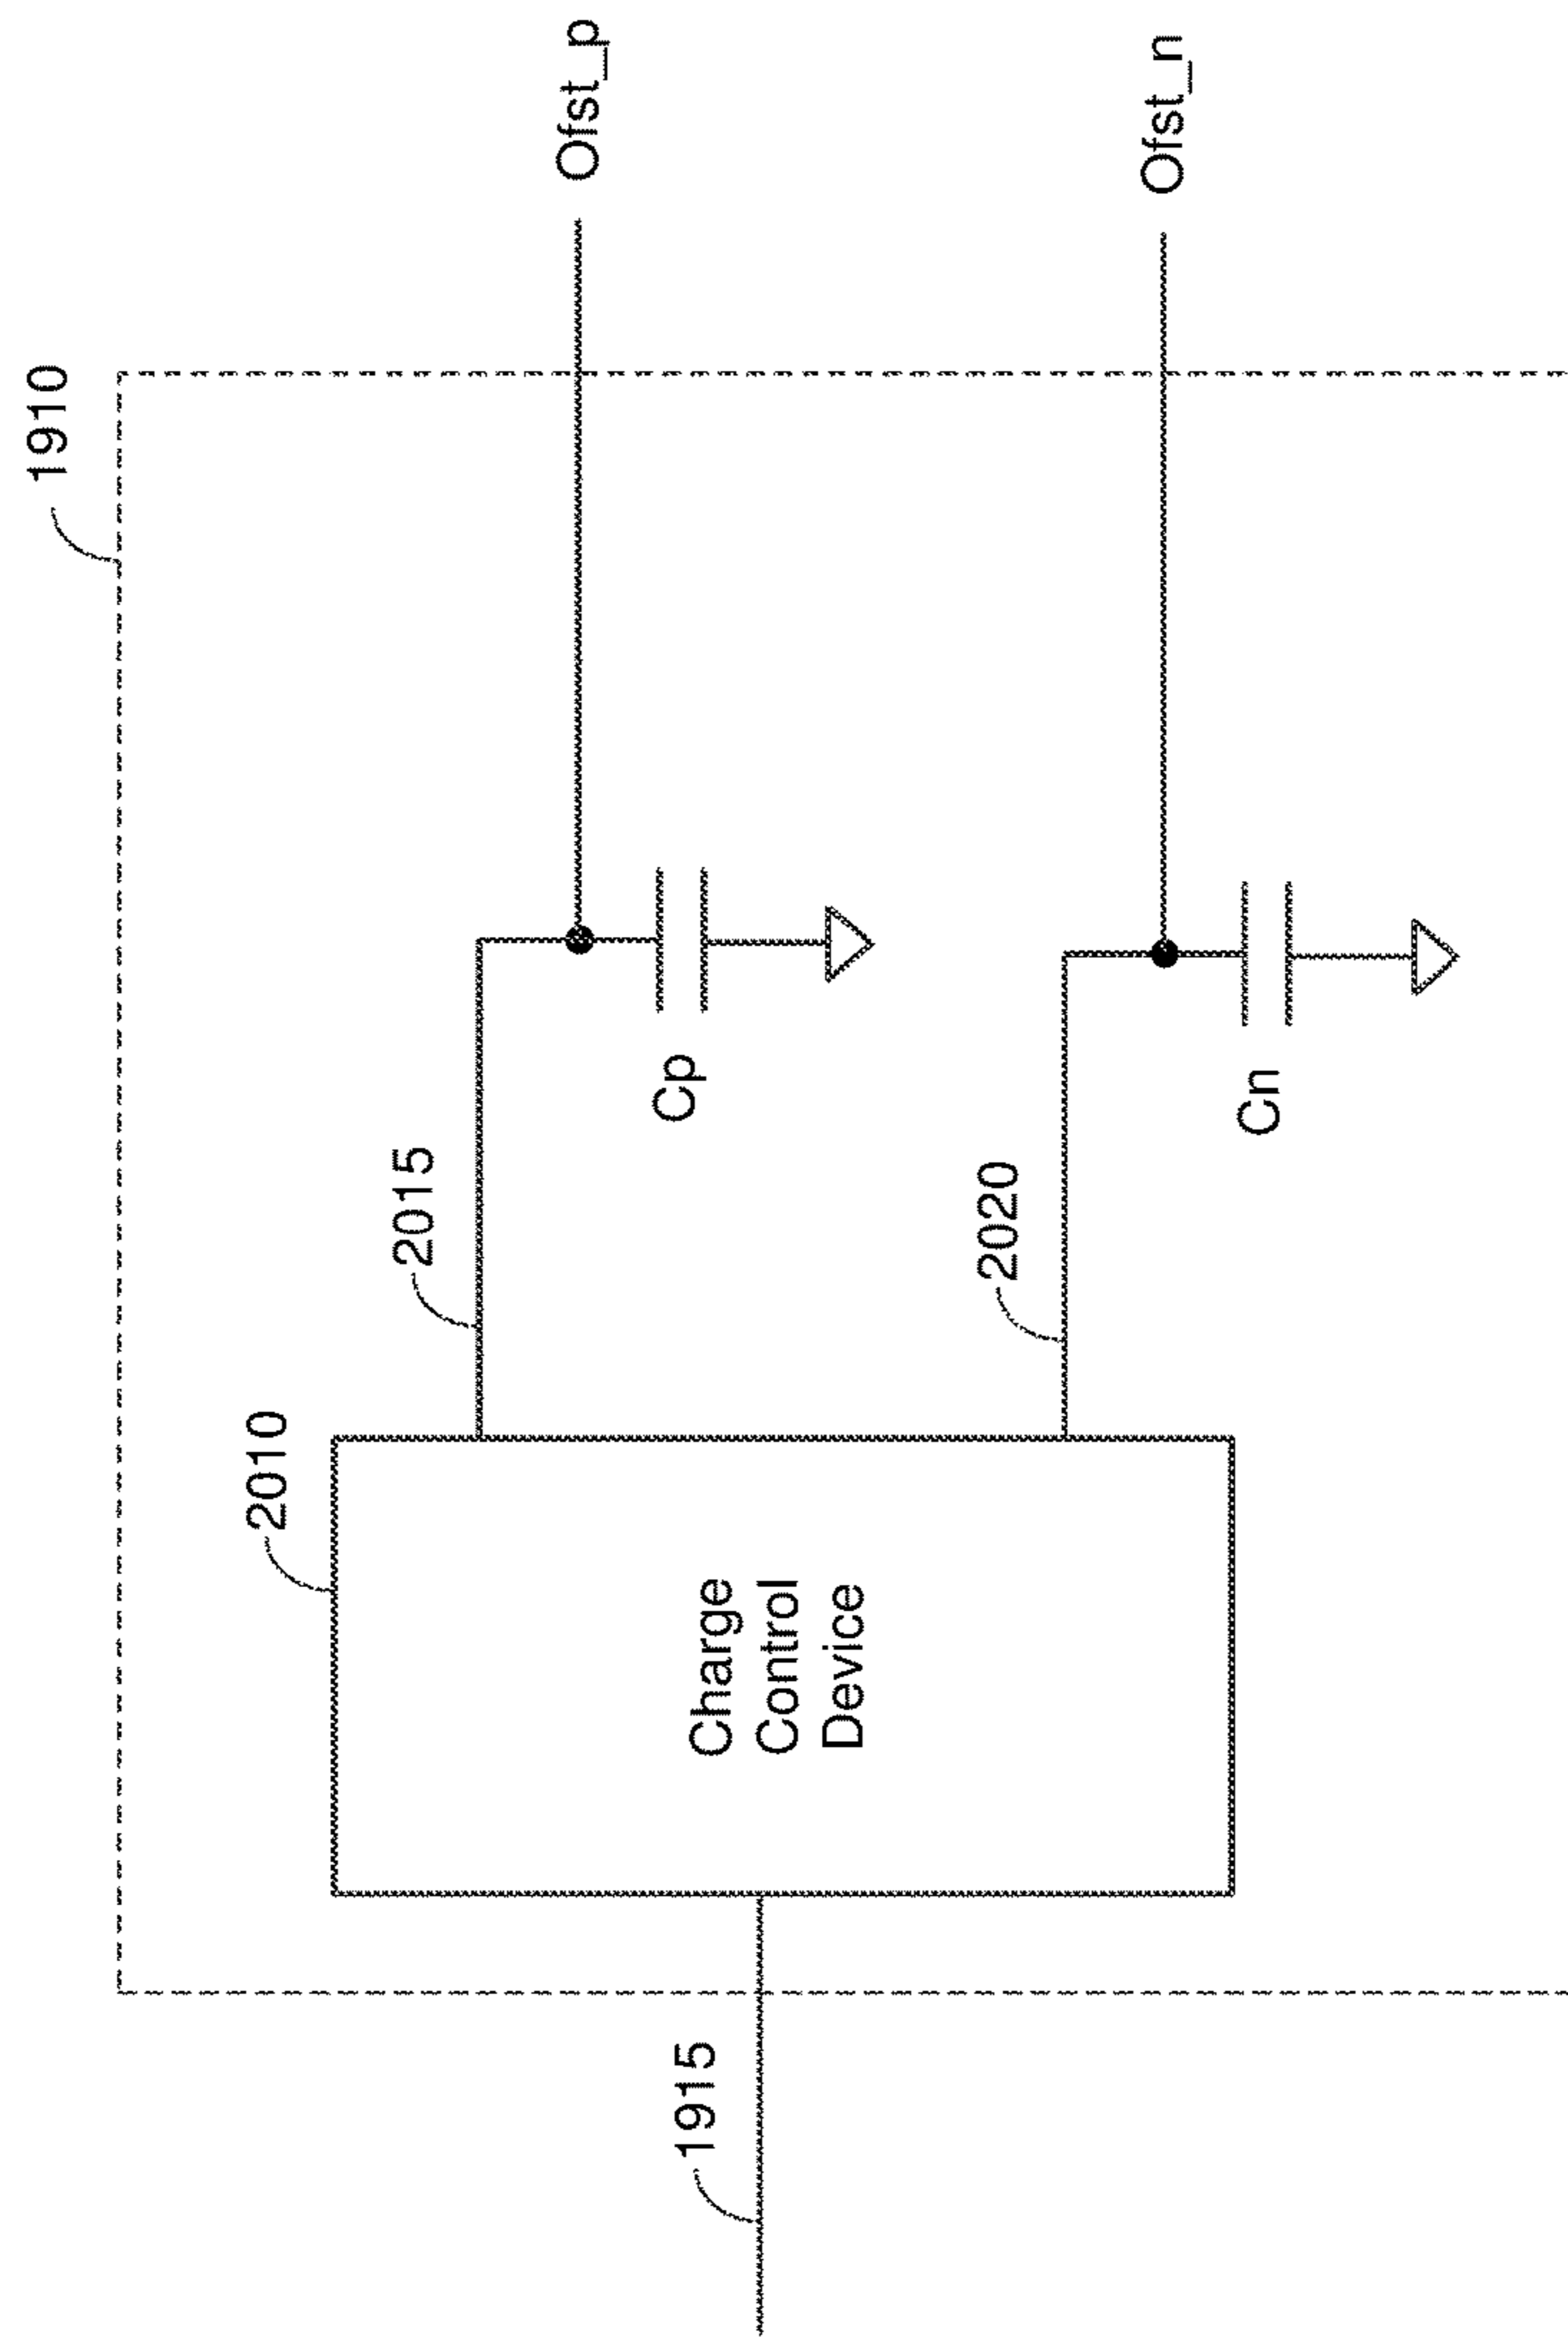 1910
2010
2015
Ofst_p
Cp
1915
Charge
Control
Device
2020
Ofst_n
Cn